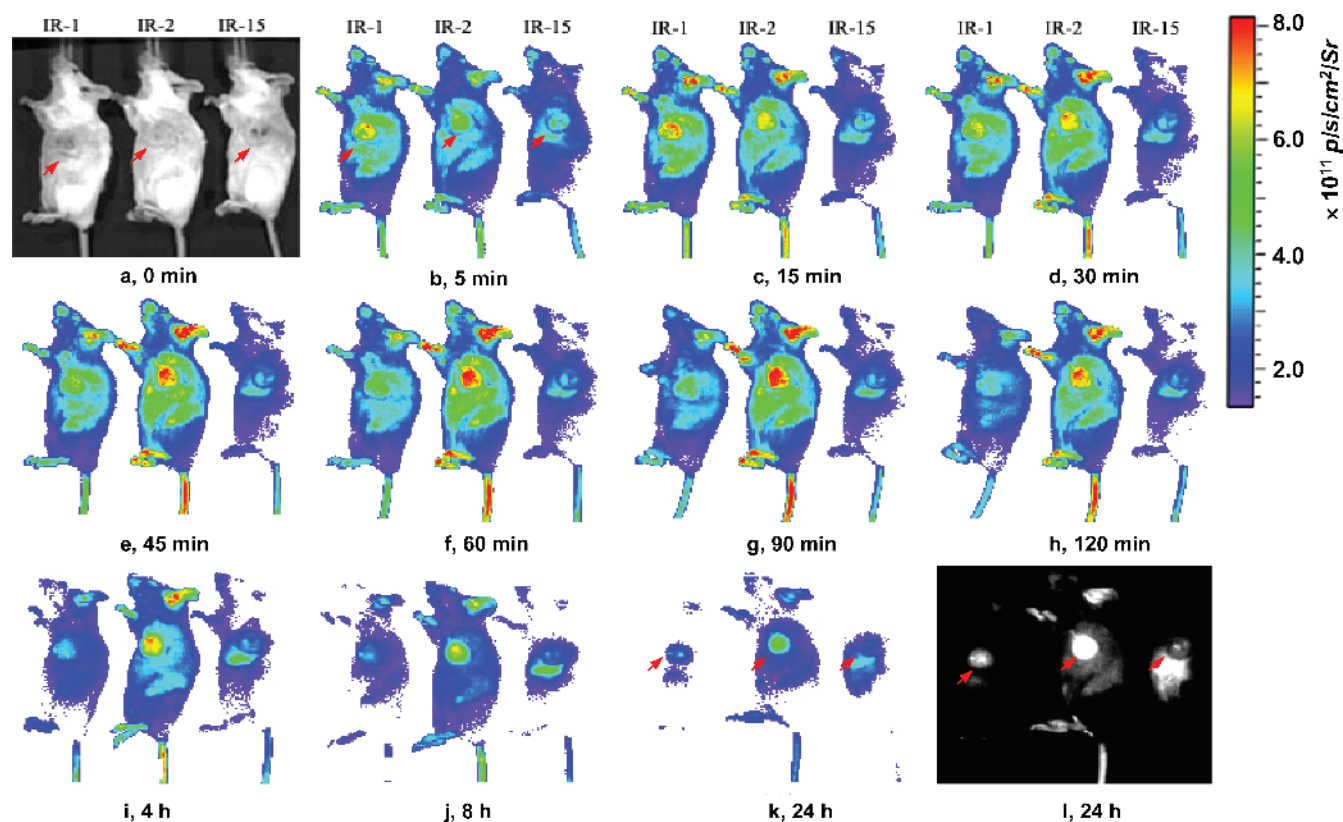 IR-1 IR-2 IR-15 IR-1 IR-2 IR-15 IR-1 IR-2 IR-15 IR-1 IR-2 IR-15
8.0
6.0
4.0
2.0
× 10¹¹ p/s/cm²/Sr
a, 0 min b, 5 min c, 15 min d, 30 min
e, 45 min f, 60 min g, 90 min h, 120 min
i, 4 h j, 8 h k, 24 h l, 24 h